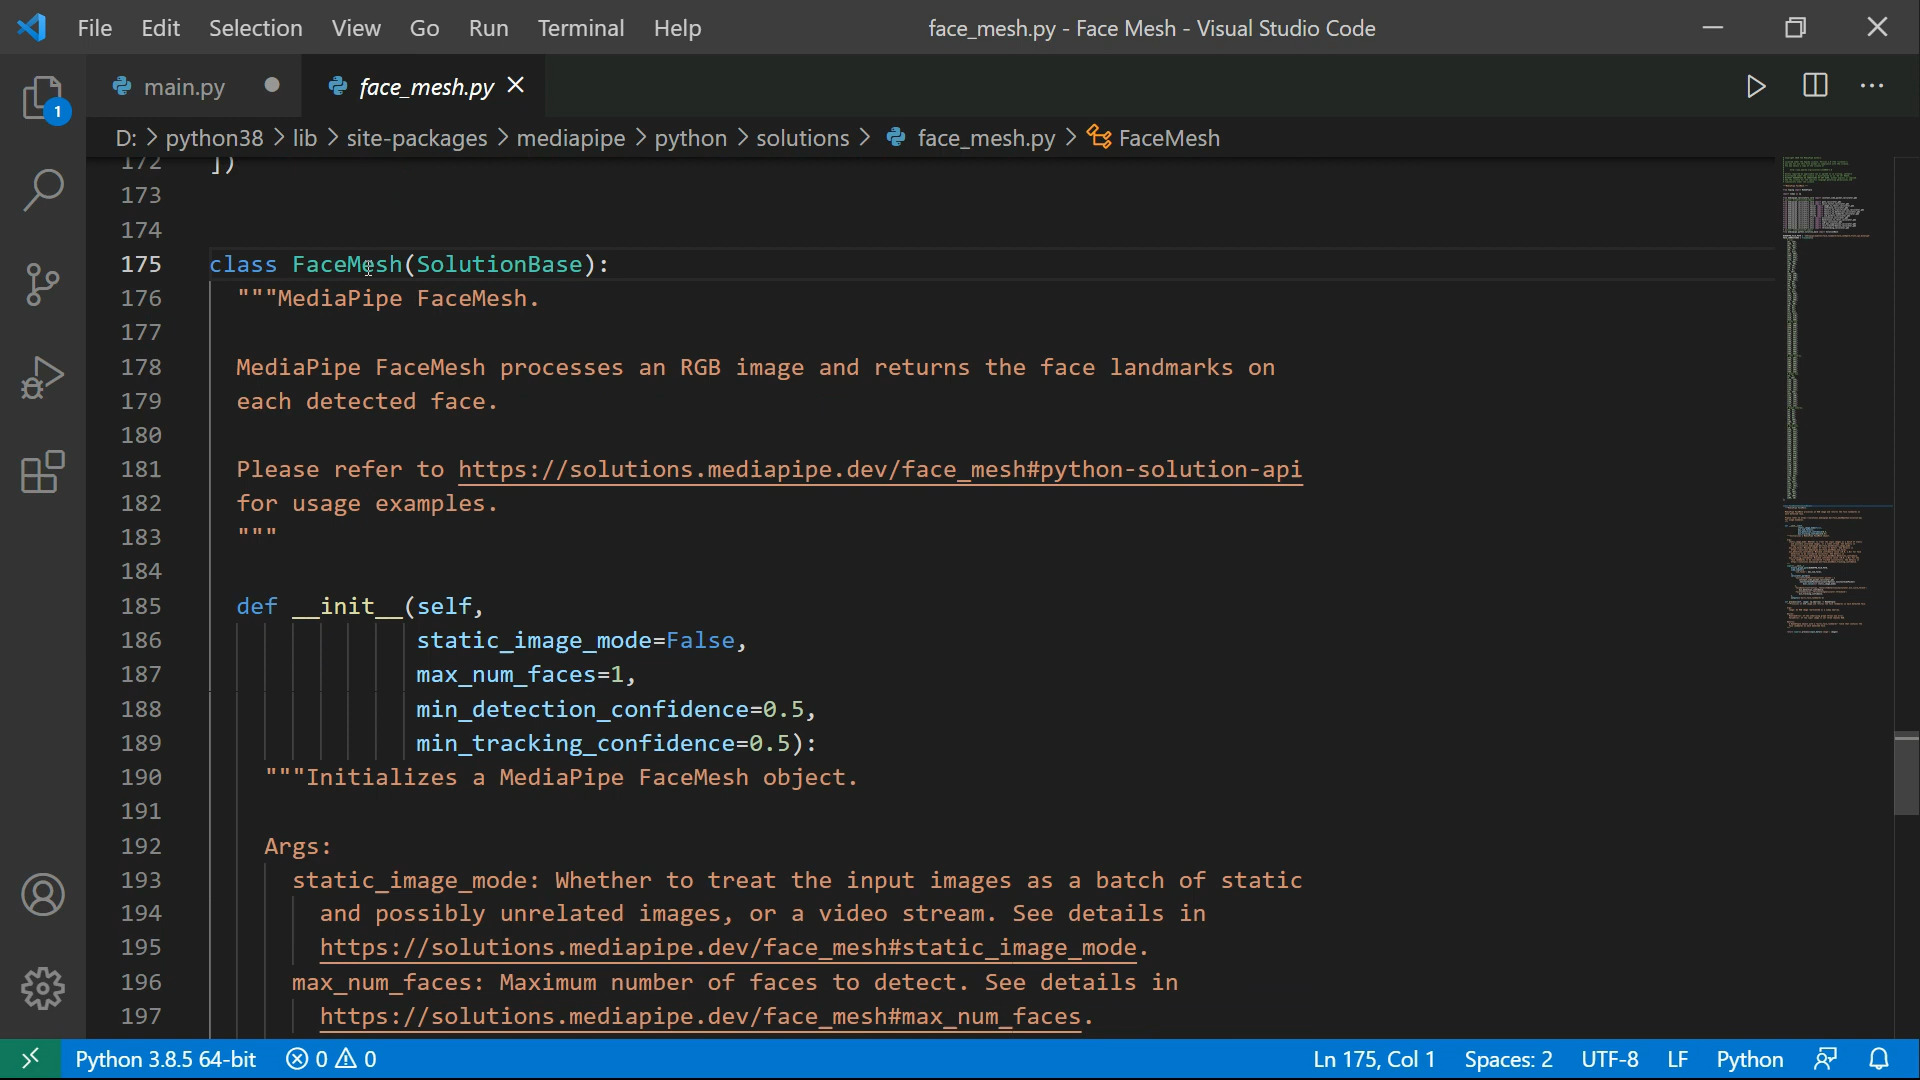 File Edit Selection View Go Run Terminal Help face_mesh.py - Face Mesh - Visual Studio Code
main.py face_mesh.py
1
D: > python38 > lib > site-packages > mediapipe > python > solutions > face_mesh.py > FaceMesh
172 ])
173
174
175 class FaceMesh(SolutionBase):
176 """MediaPipe FaceMesh.
177
178 MediaPipe FaceMesh processes an RGB image and returns the face landmarks on
179 each detected face.
180
181 Please refer to https://solutions.mediapipe.dev/face_mesh#python-solution-api
182 for usage examples.
183 """
184
185 def __init__(self,
186 static_image_mode=False,
187 max_num_faces=1,
188 min_detection_confidence=0.5,
189 min_tracking_confidence=0.5):
190 """Initializes a MediaPipe FaceMesh object.
191
192 Args:
193 static_image_mode: Whether to treat the input images as a batch of static
194 and possibly unrelated images, or a video stream. See details in
195 https://solutions.mediapipe.dev/face_mesh#static_image_mode.
196 max_num_faces: Maximum number of faces to detect. See details in
197 https://solutions.mediapipe.dev/face_mesh#max_num_faces.
Python 3.8.5 64-bit 0 0 Ln 175, Col 1 Spaces: 2 UTF-8 LF Python